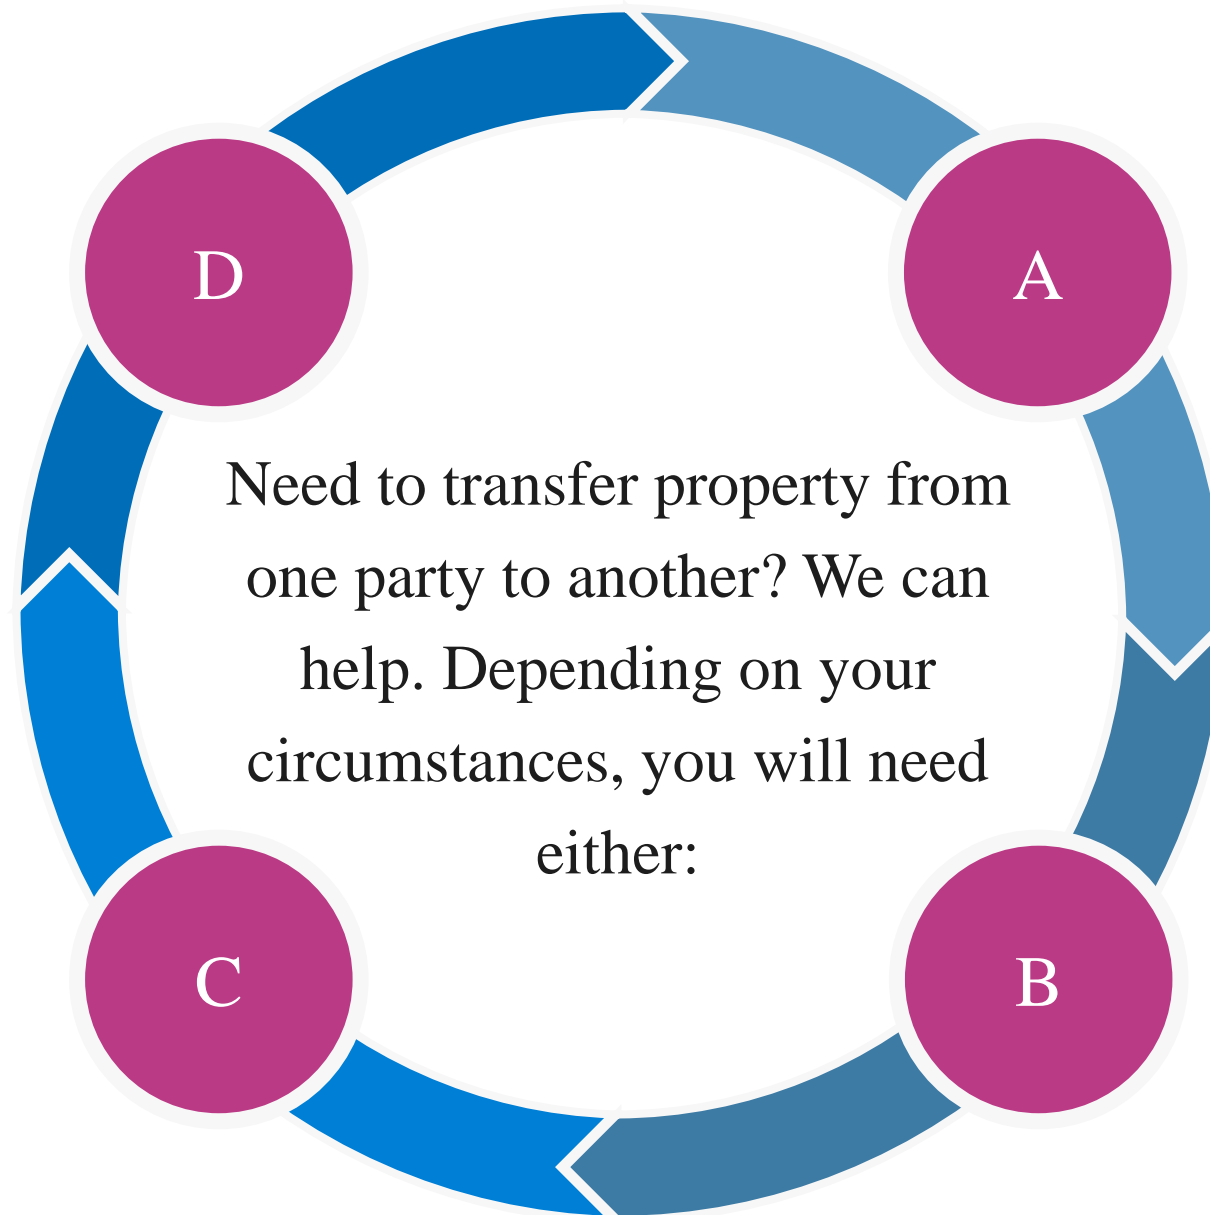 D
A
Need to transfer property from
one party to another? We can
help. Depending on your
circumstances, you will need
either:
C
B